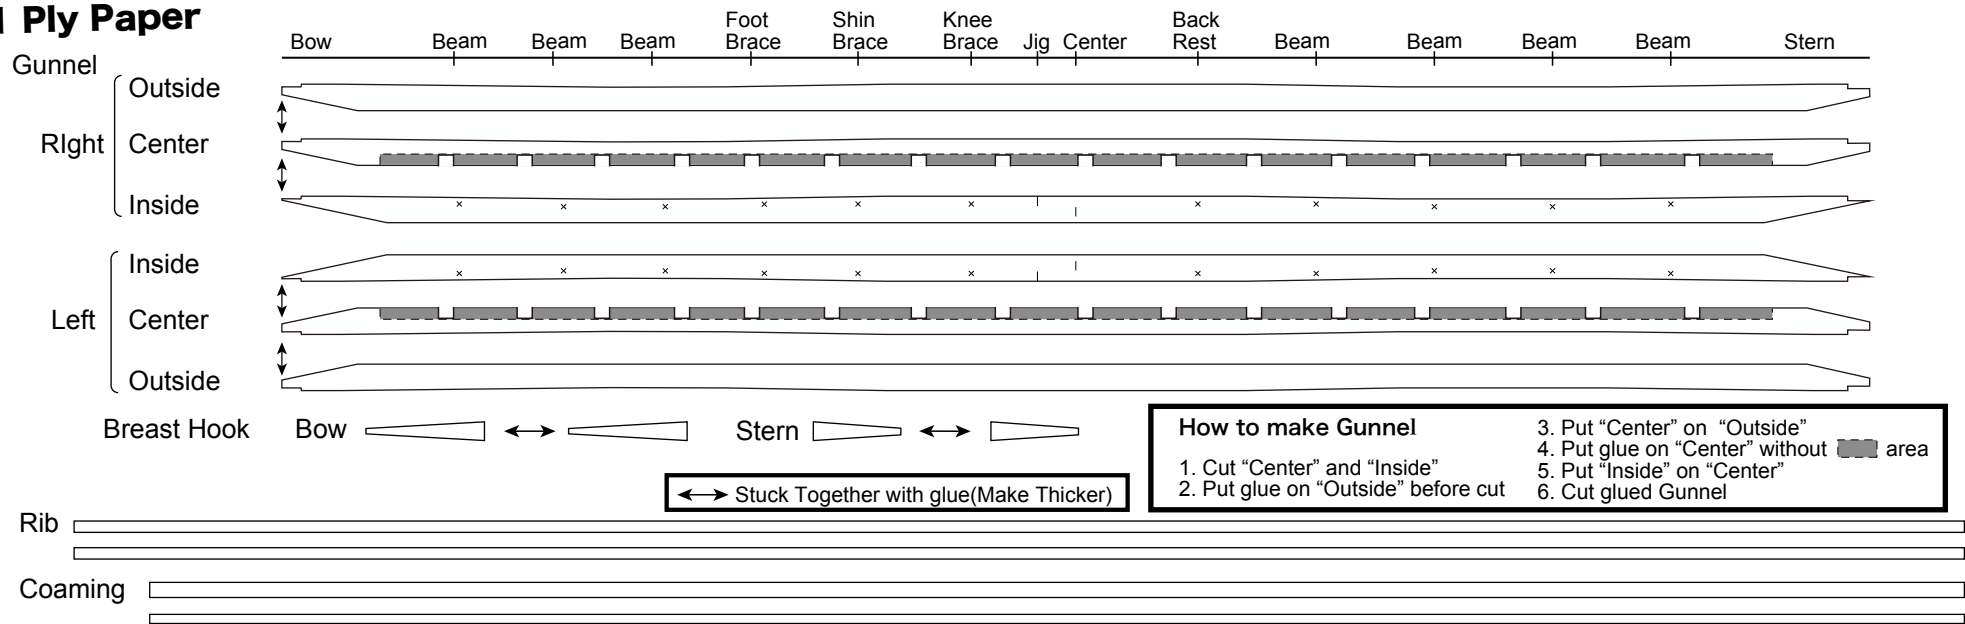 Ply Paper
Foot Shin Knee Back
Bow Beam Beam Beam Brace Brace Brace Jig Center Rest Beam Beam Beam Beam Stern
Gunnel
Outside
RIght Center
Inside
Inside
Left Center
Outside
Breast Hook Bow Stern
How to make Gunnel
1. Cut “Center” and “Inside”
2. Put glue on “Outside” before cut
3. Put “Center” on “Outside”
4. Put glue on “Center” without area
5. Put “Inside” on “Center”
6. Cut glued Gunnel
Stuck Together with glue(Make Thicker)
Rib
Coaming